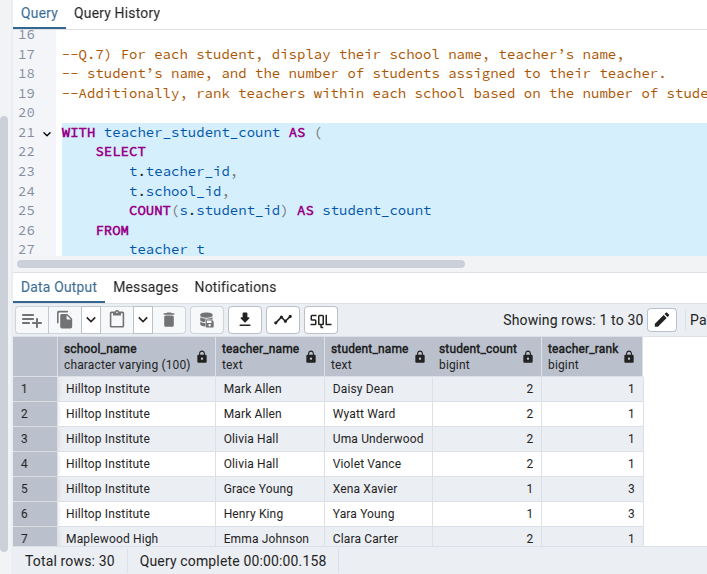 Query Query History
16
17 --Q.7) For each student, display their school name, teacher’s name,
18 -- student’s name, and the number of students assigned to their teacher.
19 --Additionally, rank teachers within each school based on the number of stude
20
21 WITH teacher_student_count AS (
22 SELECT
23 t.teacher_id,
24 t.school_id,
25 COUNT(s.student_id) AS student_count
26 FROM
27 teacher t
Data Output Messages Notifications
SQL Showing rows: 1 to 30 Pa
school_name teacher_name student_name student_count teacher_rank
character varying (100) text text bigint bigint
1 Hilltop Institute Mark Allen Daisy Dean 2 1
2 Hilltop Institute Mark Allen Wyatt Ward 2 1
3 Hilltop Institute Olivia Hall Uma Underwood 2 1
4 Hilltop Institute Olivia Hall Violet Vance 2 1
5 Hilltop Institute Grace Young Xena Xavier 1 3
6 Hilltop Institute Henry King Yara Young 1 3
7 Maplewood High Emma Johnson Clara Carter 2 1
Total rows: 30 Query complete 00:00:00.158